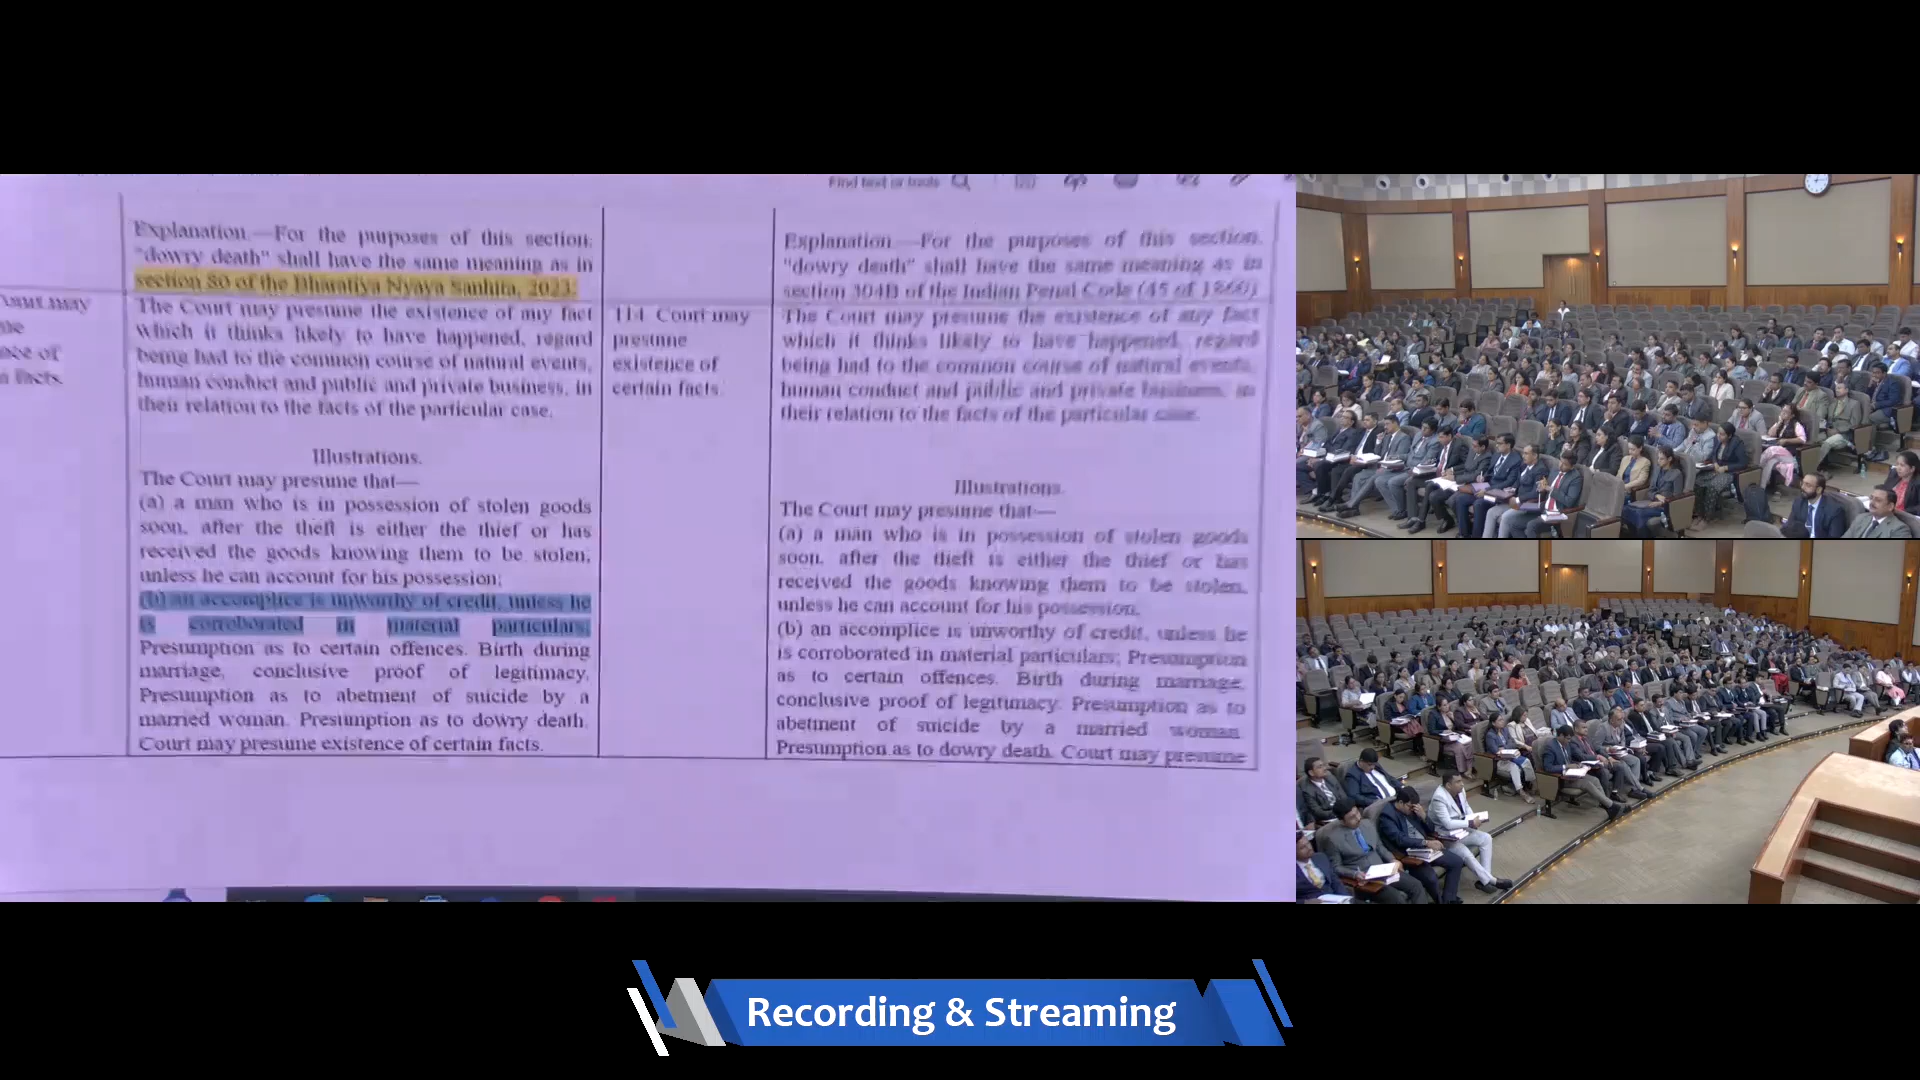 Find text or tools
Explanation.—For the purposes of this section,
"dowry death" shall have the same meaning as in
section 80 of the Bharatiya Nyaya Sanhita, 2023.
Court may
The Court may presume the existence of any fact
which it thinks likely to have happened, regard
being had to the common course of natural events,
human conduct and public and private business, in
their relation to the facts of the particular case.
Illustrations.
The Court may presume that—
(a) a man who is in possession of stolen goods
soon, after the theft is either the thief or has
received the goods knowing them to be stolen,
unless he can account for his possession;
(b) an accomplice is unworthy of credit, unless he
is corroborated in material particulars;
Presumption as to certain offences. Birth during
marriage, conclusive proof of legitimacy.
Presumption as to abetment of suicide by a
married woman. Presumption as to dowry death.
Court may presume existence of certain facts.
114. Court may
presume
existence of
certain facts.
Explanation.—For the purposes of this section,
"dowry death" shall have the same meaning as in
section 304B of the Indian Penal Code (45 of 1860)
The Court may presume the existence of any fact
which it thinks likely to have happened, regard
being had to the common course of natural events,
human conduct and public and private business, in
their relation to the facts of the particular case.
Illustrations.
The Court may presume that—
(a) a man who is in possession of stolen goods
soon, after the theft is either the thief or has
received the goods knowing them to be stolen,
unless he can account for his possession.
(b) an accomplice is unworthy of credit, unless he
is corroborated in material particulars; Presumption
as to certain offences. Birth during marriage,
conclusive proof of legitimacy. Presumption as to
abetment of suicide by a married woman.
Presumption as to dowry death. Court may presume
Recording & Streaming